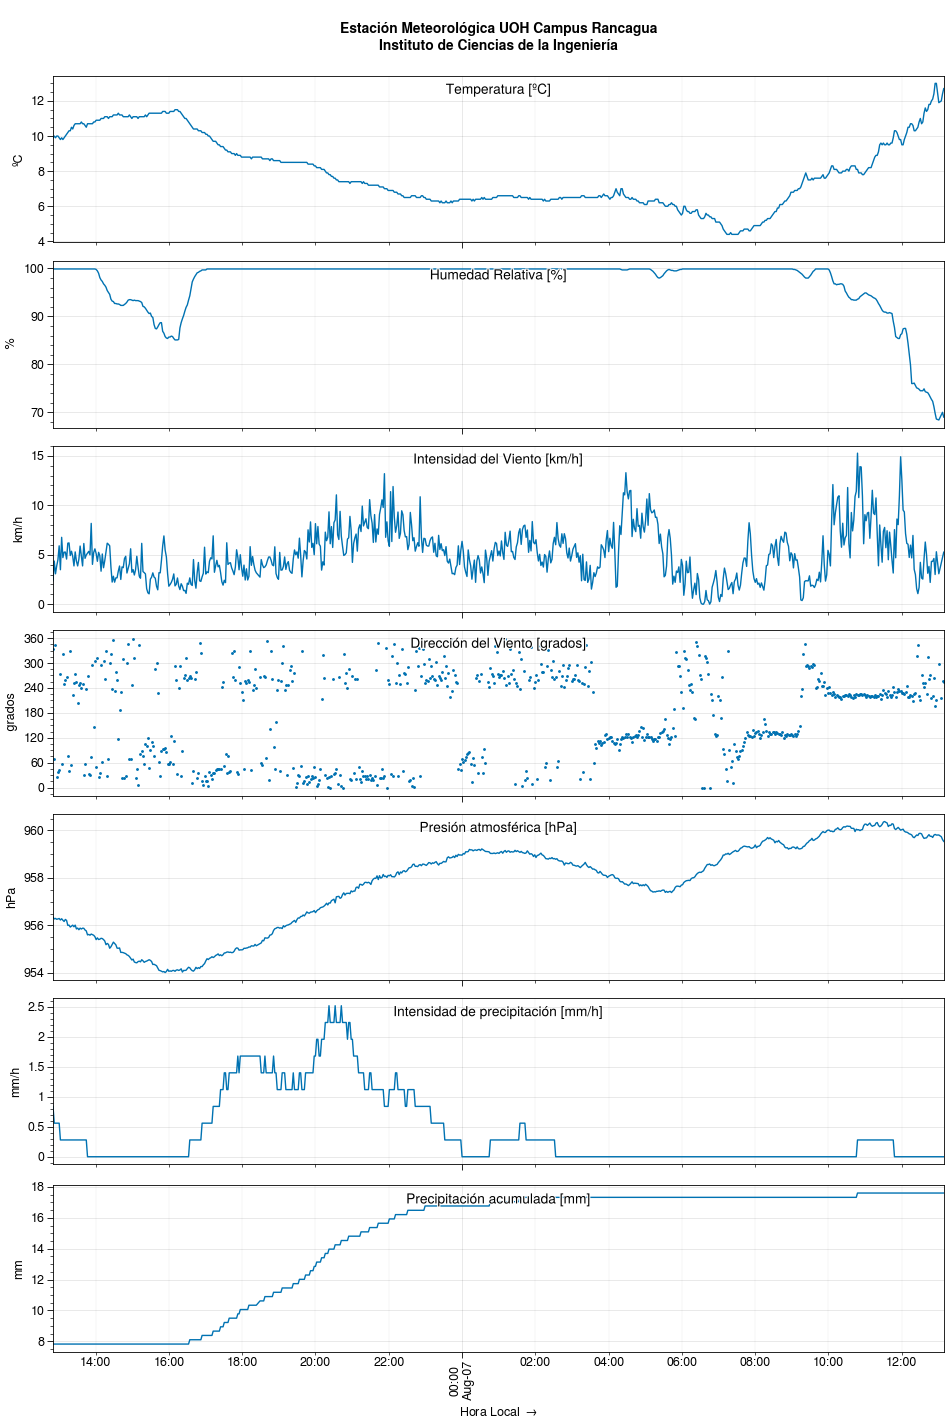 Estación Meteorológica UOH Campus Rancagua
Instituto de Ciencias de la Ingeniería
Temperatura [ºC]
ºC
12
10
8
6
4
Humedad Relativa [%]
%
100
90
80
70
Intensidad del Viento [km/h]
km/h
15
10
5
0
Dirección del Viento [grados]
grados
360
300
240
180
120
60
0
Presión atmosférica [hPa]
hPa
960
958
956
954
Intensidad de precipitación [mm/h]
mm/h
2.5
2
1.5
1
0.5
0
Precipitación acumulada [mm]
mm
18
16
14
12
10
8
14:00 16:00 18:00 20:00 22:00 00:00 02:00 04:00 06:00 08:00 10:00 12:00
Aug-07
Hora Local →